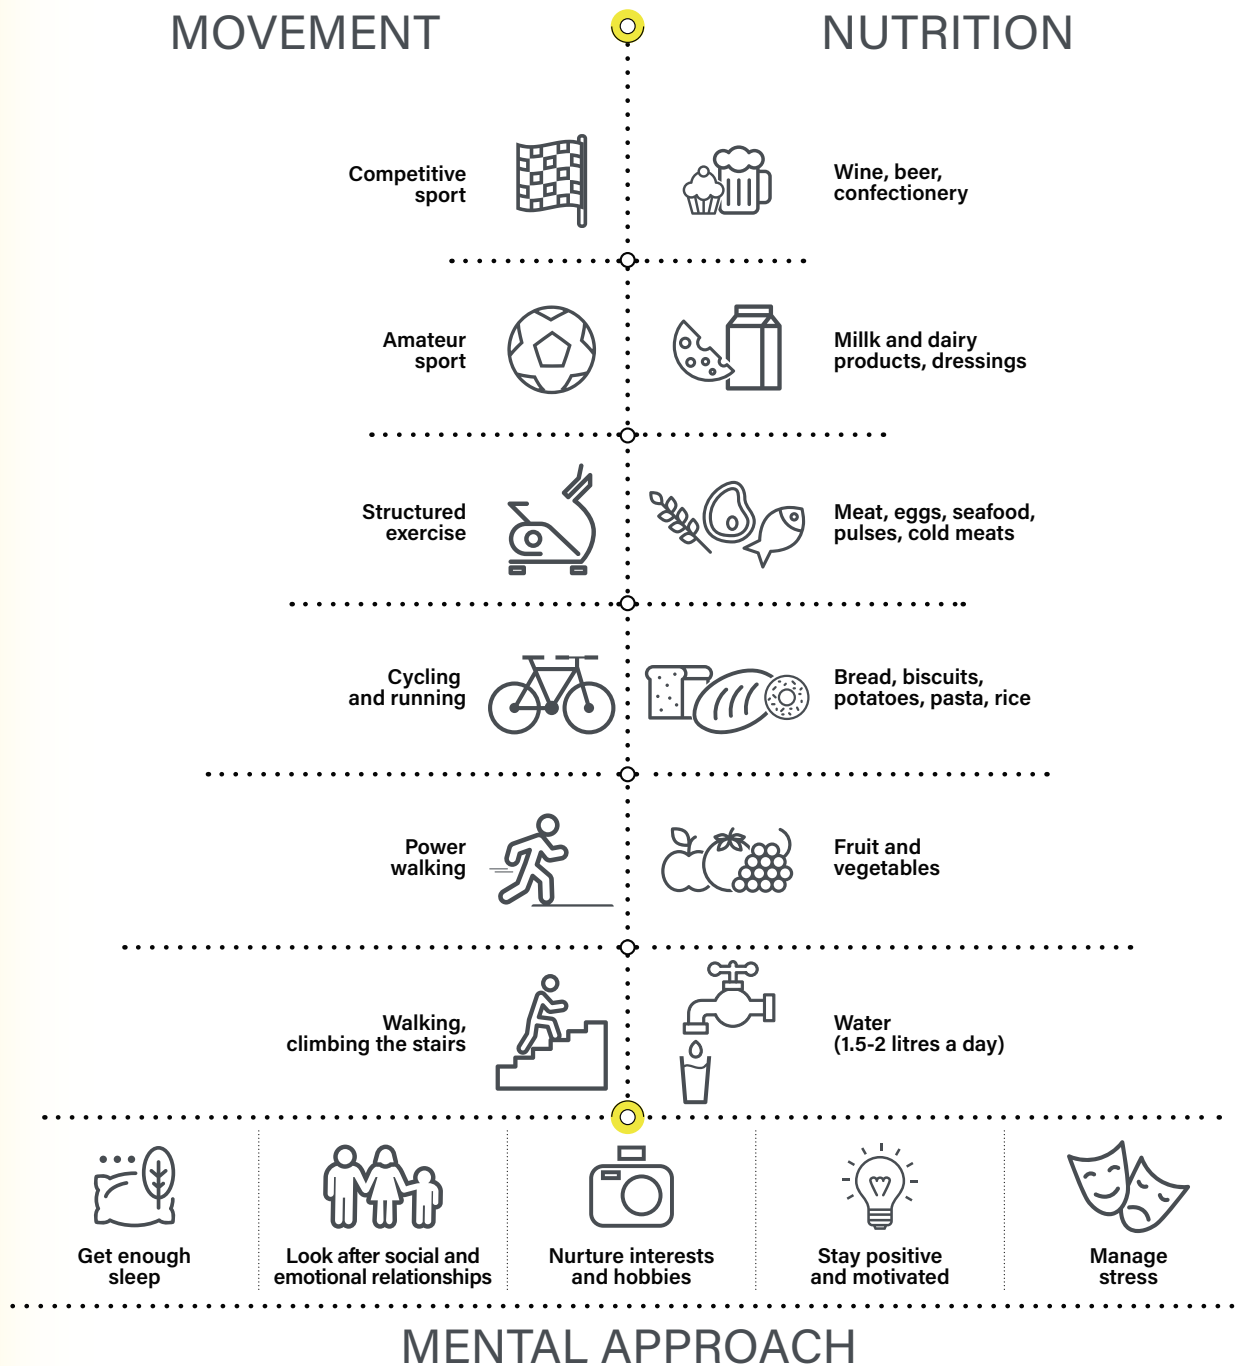 MOVEMENT
NUTRITION
Competitive
sport
Wine, beer,
confectionery
Amateur
sport
Millk and dairy
products, dressings
Structured
exercise
Meat, eggs, seafood,
pulses, cold meats
Cycling
and running
Bread, biscuits,
potatoes, pasta, rice
Power
walking
Fruit and
vegetables
Walking,
climbing the stairs
Water
(1.5-2 litres a day)
Get enough
sleep
Look after social and
emotional relationships
Nurture interests
and hobbies
Stay positive
and motivated
Manage
stress
MENTAL APPROACH